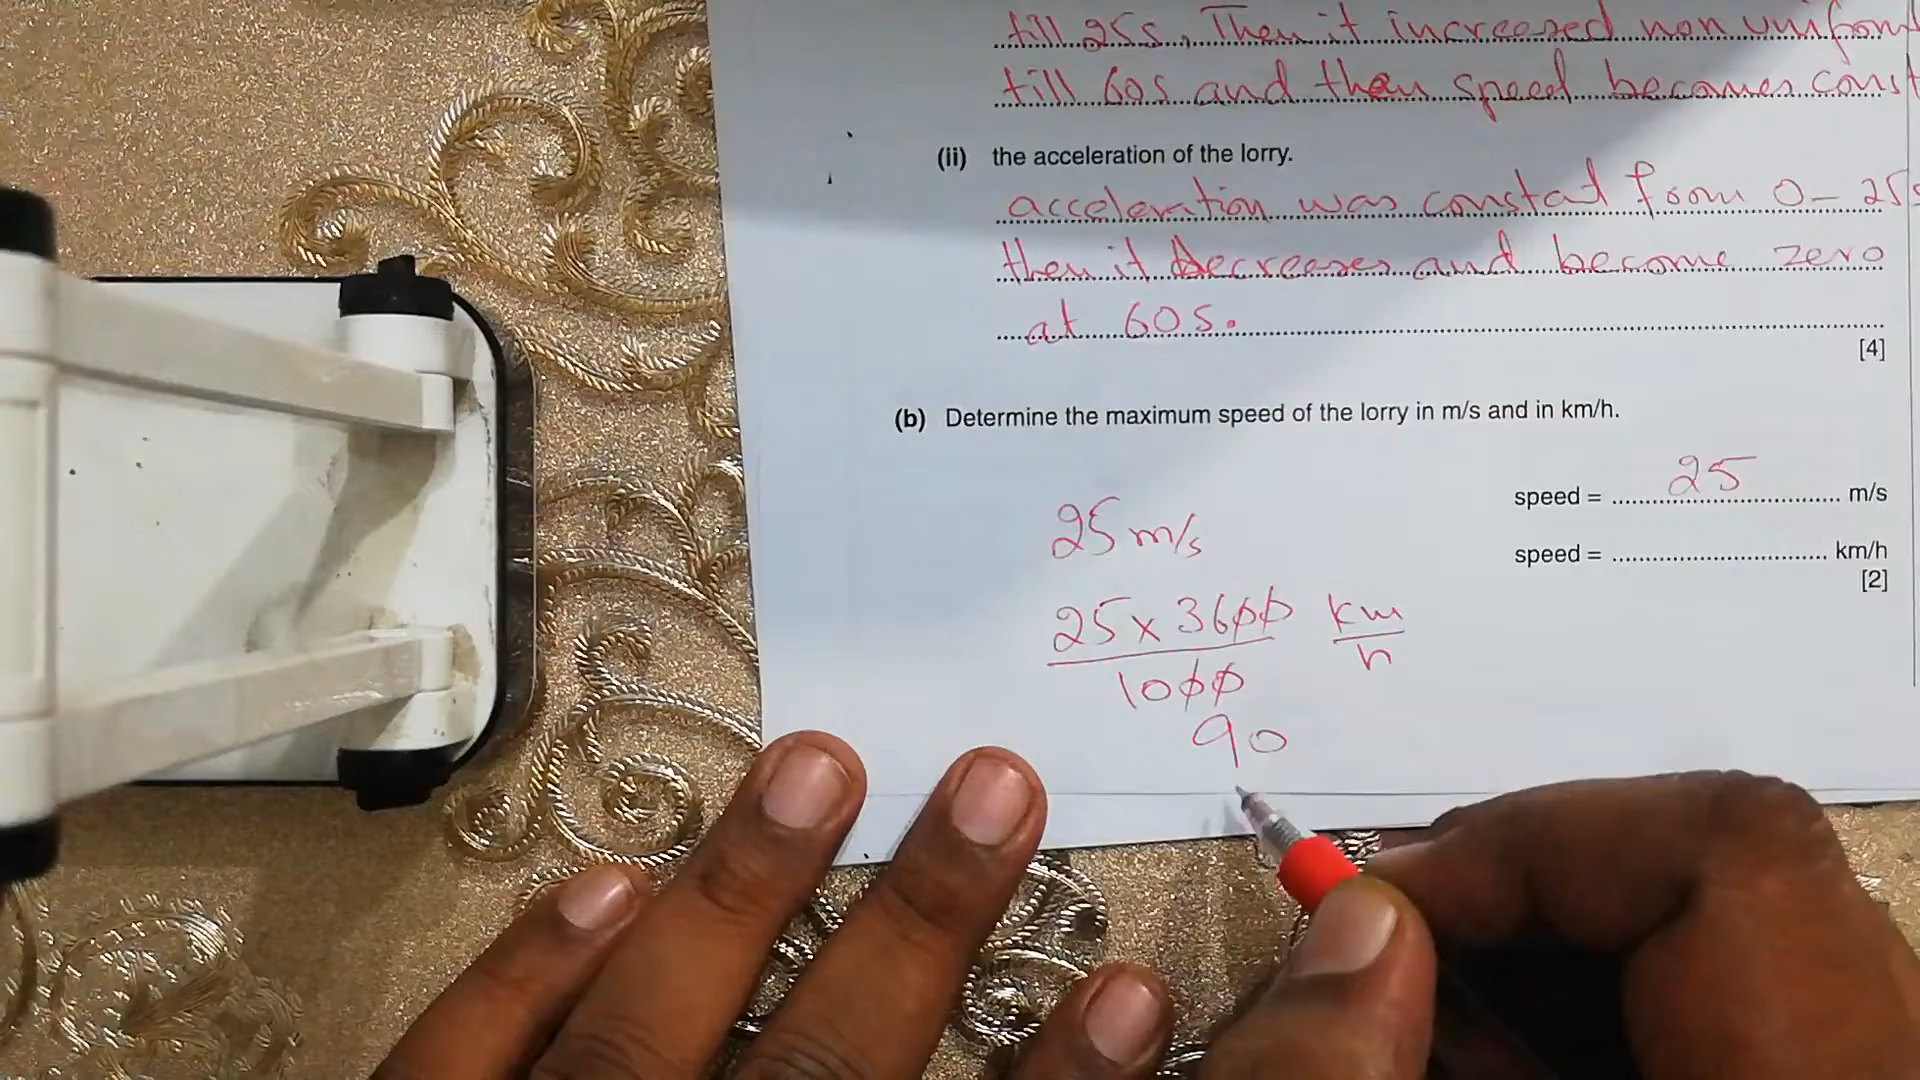 till 25s, Then it increased non uniform
till 60s and then speed becomes const
(ii) the acceleration of the lorry.
acceleration was constat from 0-25s
then it decreases and become zero
at 60s.
[4]
(b) Determine the maximum speed of the lorry in m/s and in km/h.
speed = 25 m/s
25 m/s
speed = km/h
[2]
25 x 3600 km
1000 h
90